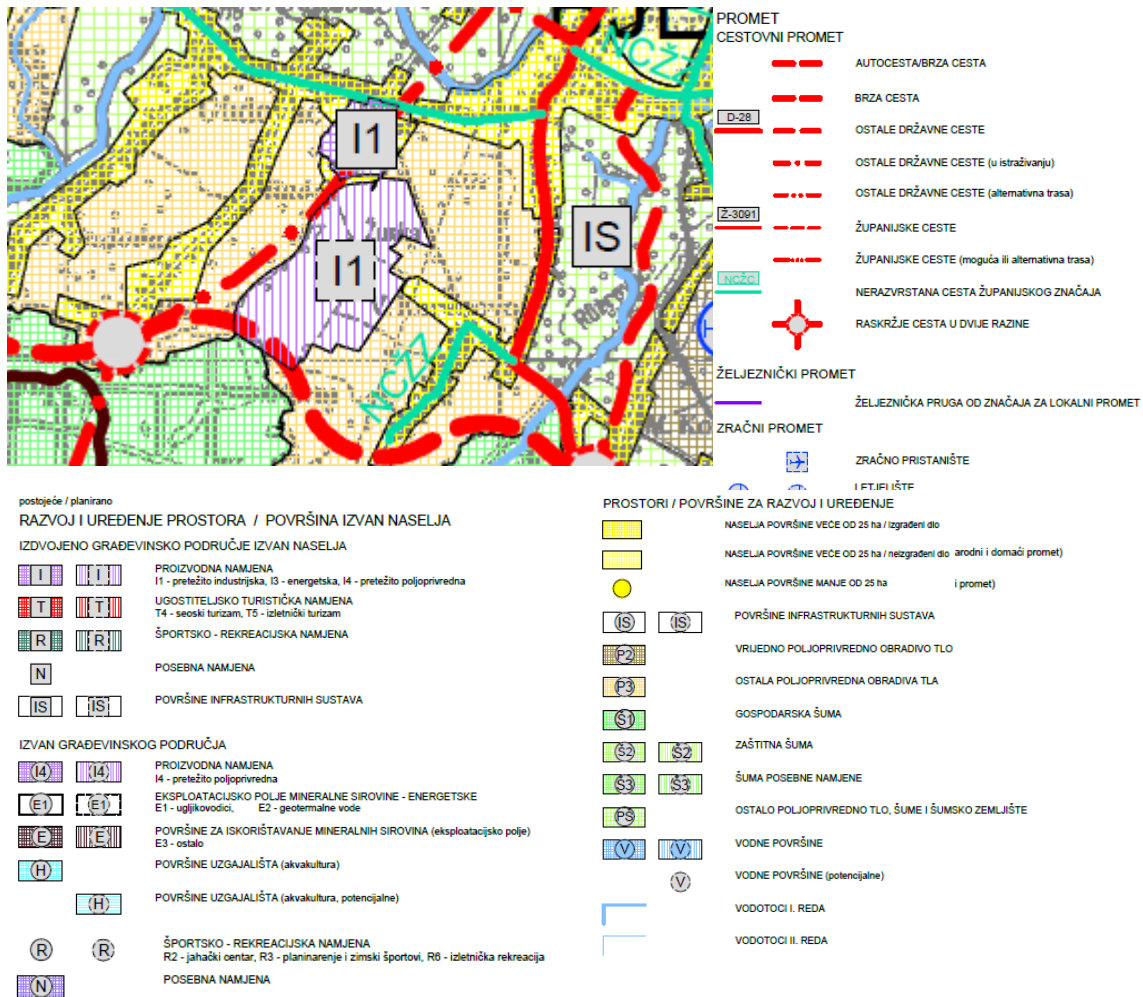 I1
I1
IS
NCŽŽ
NCŽŽ
PROMET
CESTOVNI PROMET
AUTOCESTA/BRZA CESTA
BRZA CESTA
D-28
OSTALE DRŽAVNE CESTE
OSTALE DRŽAVNE CESTE (u istraživanju)
OSTALE DRŽAVNE CESTE (alternativna trasa)
Ž-3091
ŽUPANIJSKE CESTE
ŽUPANIJSKE CESTE (moguća ili alternativna trasa)
NCŽC
NERAZVRSTANA CESTA ŽUPANIJSKOG ZNAČAJA
RASKRŽJE CESTA U DVIJE RAZINE
ŽELJEZNIČKI PROMET
ŽELJEZNIČKA PRUGA OD ZNAČAJA ZA LOKALNI PROMET
ZRAČNI PROMET
ZRAČNO PRISTANIŠTE
LETJELIŠTE
postojeće / planirano
RAZVOJ I UREĐENJE PROSTORA / POVRŠINA IZVAN NASELJA
IZDVOJENO GRAĐEVINSKO PODRUČJE IZVAN NASELJA
I I PROIZVODNA NAMJENA
I1 - pretežito industrijska, I3 - energetska, I4 - pretežito poljoprivredna
T T UGOSTITELJSKO TURISTIČKA NAMJENA
T4 - seoski turizam, T5 - izletnički turizam
R R ŠPORTSKO - REKREACIJSKA NAMJENA
N POSEBNA NAMJENA
IS IS POVRŠINE INFRASTRUKTURNIH SUSTAVA
IZVAN GRAĐEVINSKOG PODRUČJA
I4 I4 PROIZVODNA NAMJENA
I4 - pretežito poljoprivredna
E1 E1 EKSPLOATACIJSKO POLJE MINERALNE SIROVINE - ENERGETSKE
E1 - ugljikovodici, E2 - geotermalne vode
E E POVRŠINE ZA ISKORIŠTAVANJE MINERALNIH SIROVINA (eksploatacijsko polje)
E3 - ostalo
H POVRŠINE UZGAJALIŠTA (akvakultura)
H POVRŠINE UZGAJALIŠTA (akvakultura, potencijalne)
R R ŠPORTSKO - REKREACIJSKA NAMJENA
R2 - jahački centar, R3 - planinarenje i zimski športovi, R6 - izletnička rekreacija
N POSEBNA NAMJENA
PROSTORI / POVRŠINE ZA RAZVOJ I UREĐENJE
NASELJA POVRŠINE VEĆE OD 25 ha / izgrađeni dio
NASELJA POVRŠINE VEĆE OD 25 ha / neizgrađeni dio arodni i domaći promet)
NASELJA POVRŠINE MANJE OD 25 ha i promet)
IS IS POVRŠINE INFRASTRUKTURNIH SUSTAVA
P2 VRIJEDNO POLJOPRIVREDNO OBRADIVO TLO
P3 OSTALA POLJOPRIVREDNA OBRADIVA TLA
Š1 GOSPODARSKA ŠUMA
Š2 Š2 ZAŠTITNA ŠUMA
Š3 Š3 ŠUMA POSEBNE NAMJENE
PŠ OSTALO POLJOPRIVREDNO TLO, ŠUME I ŠUMSKO ZEMLJIŠTE
V V VODNE POVRŠINE
V VODNE POVRŠINE (potencijalne)
VODOTOCI I. REDA
VODOTOCI II. REDA